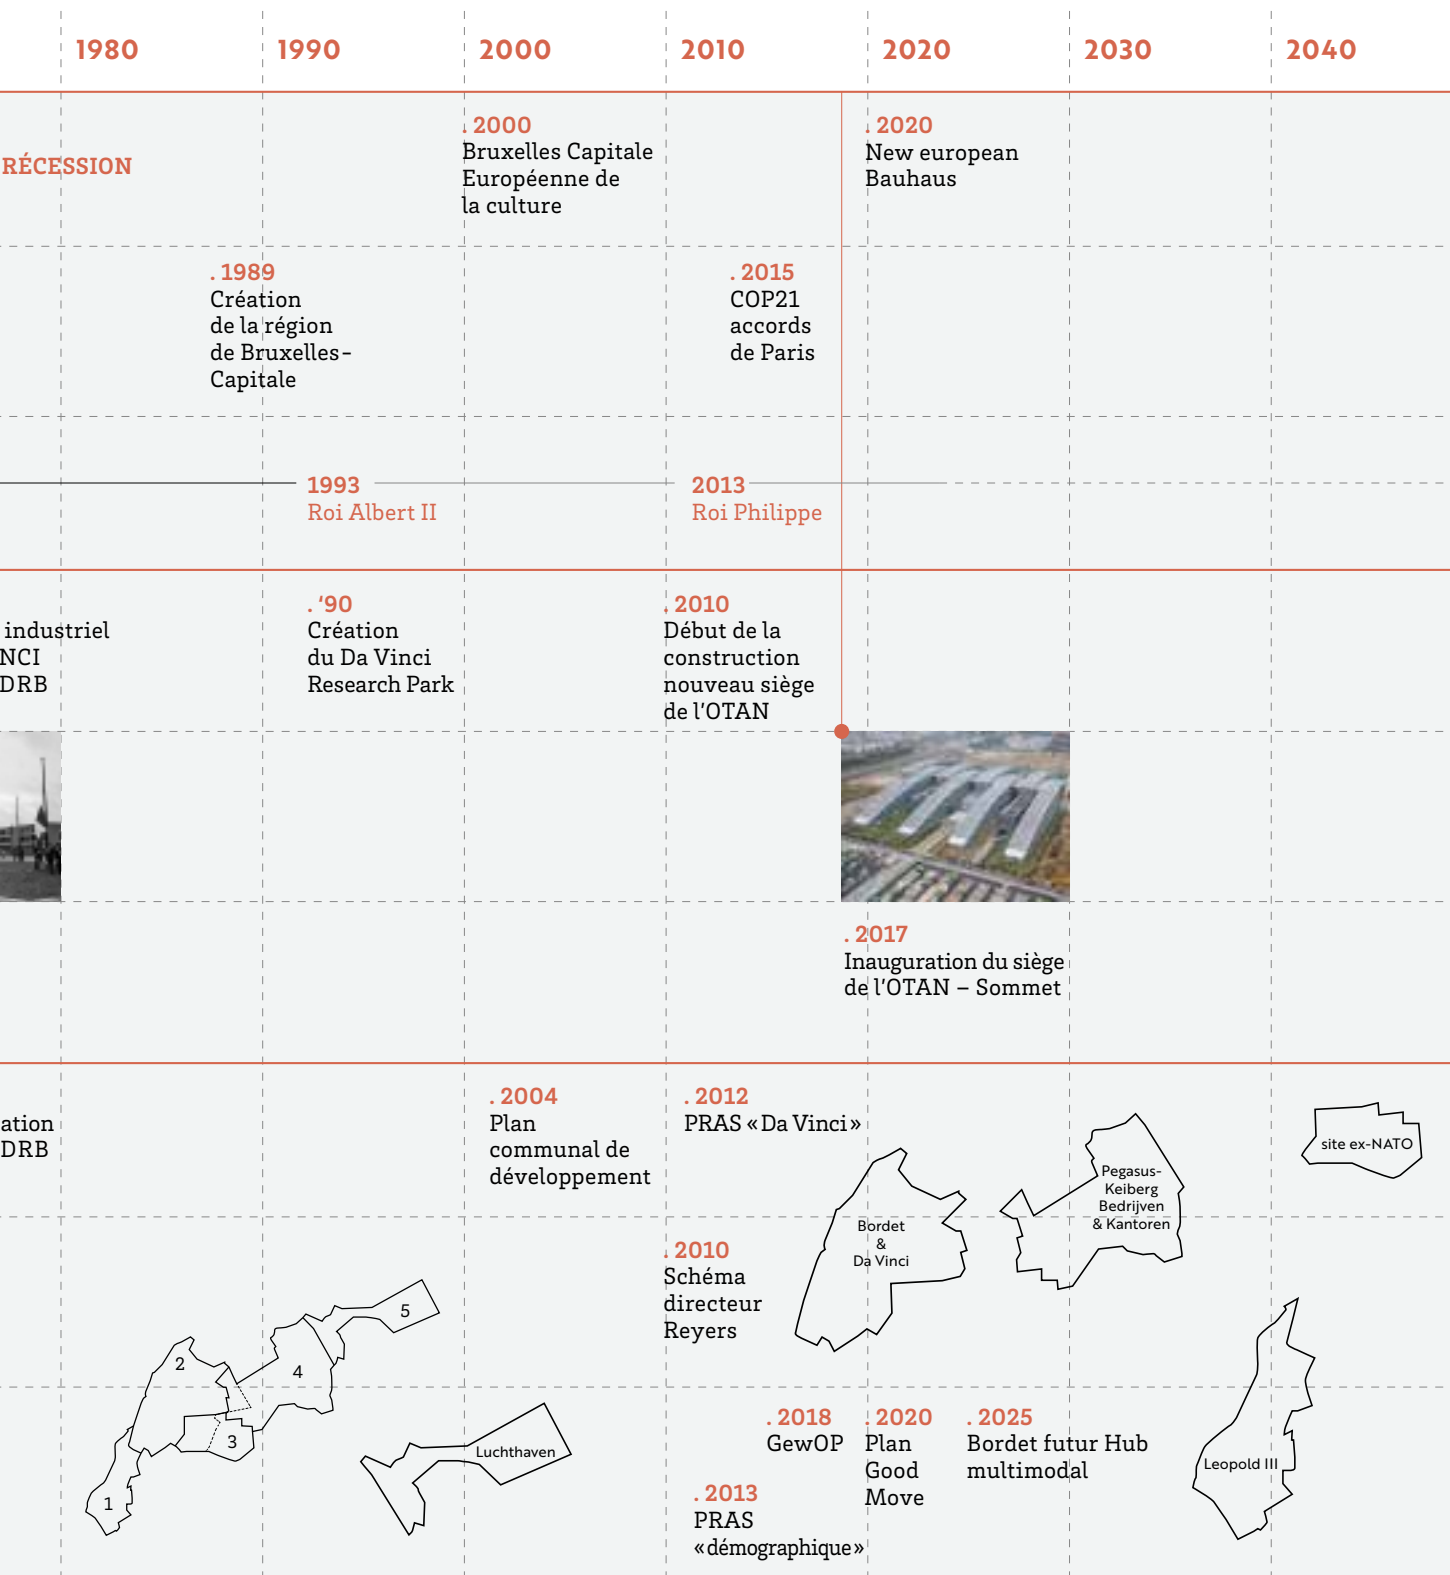 1980 1990 2000 2010 2020 2030 2040
RÉCESSION
. 2000
Bruxelles Capitale
Européenne de
la culture
. 2020
New european
Bauhaus
. 1989
Création
de la région
de Bruxelles-
Capitale
. 2015
COP21
accords
de Paris
1993
Roi Albert II
2013
Roi Philippe
industriel
NCI
DRB
. ‘90
Création
du Da Vinci
Research Park
. 2010
Début de la
construction
nouveau siège
de l’OTAN
. 2017
Inauguration du siège
de l’OTAN – Sommet
ation
DRB
. 2004
Plan
communal de
développement
. 2012
PRAS «Da Vinci»
. 2010
Schéma
directeur
Reyers
. 2018
GewOP
. 2020
Plan
Good
Move
. 2025
Bordet futur Hub
multimodal
. 2013
PRAS
«démographique»
1
2
3
4
5
Luchthaven
Bordet
&
Da Vinci
Pegasus-
Keiberg
Bedrijven
& Kantoren
site ex-NATO
Leopold III